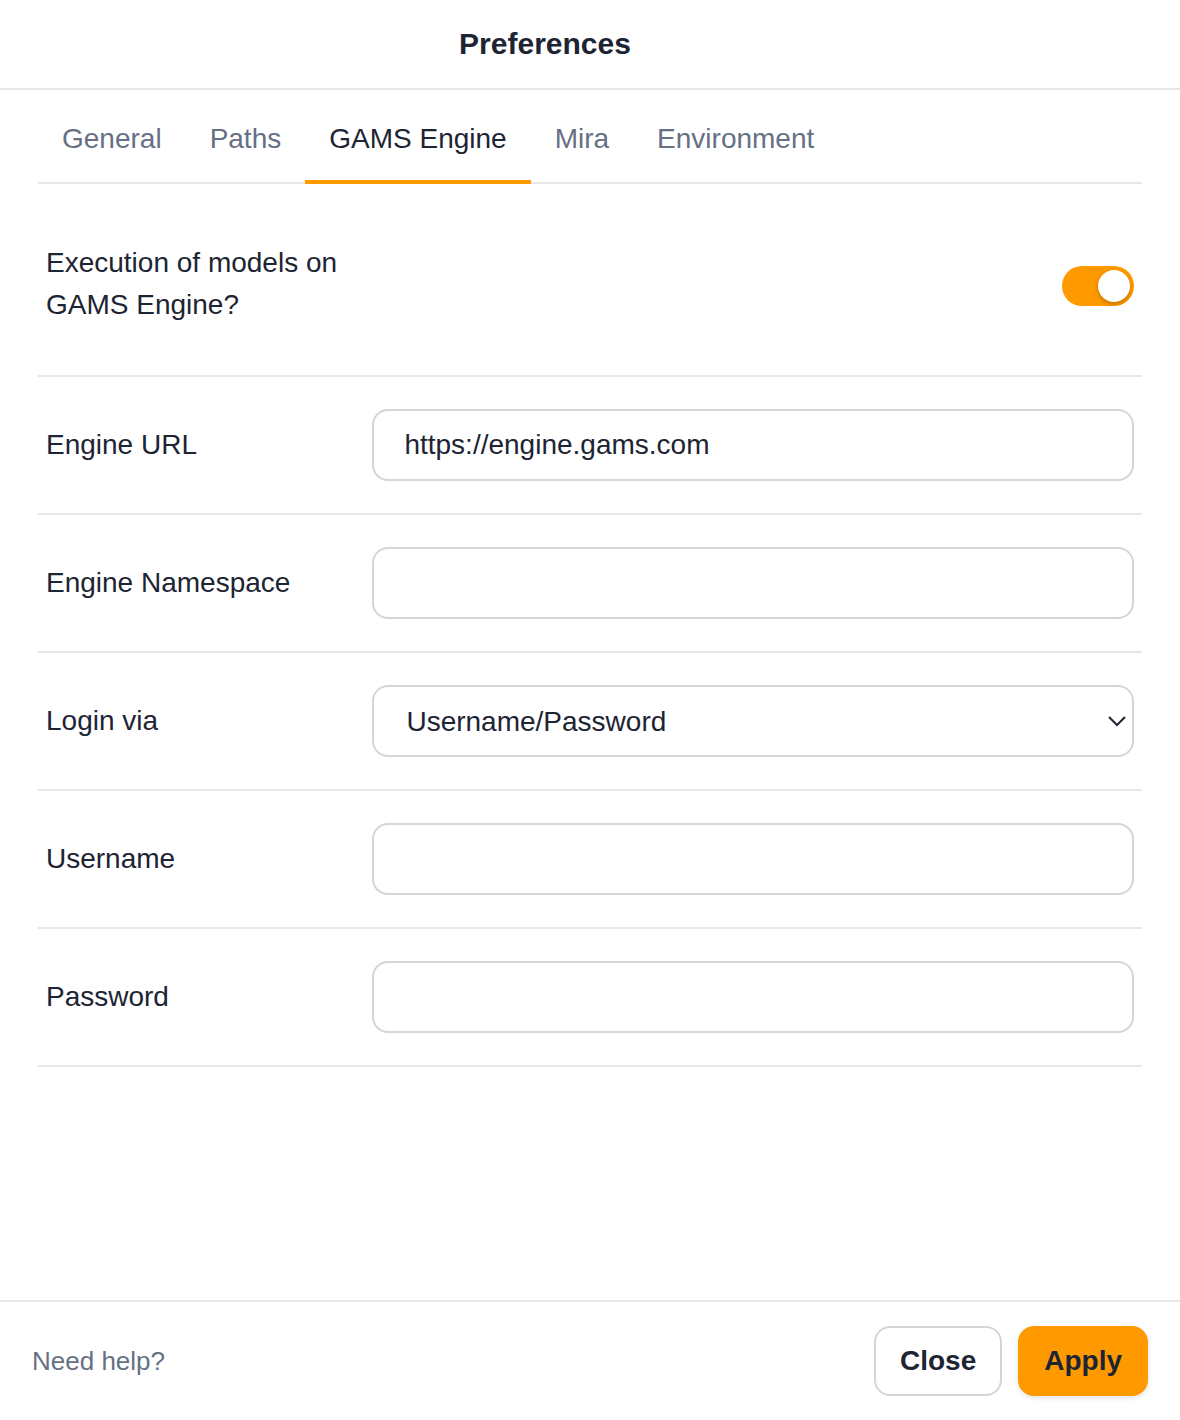 Preferences
General Paths GAMS Engine Mira Environment
Execution of models on
GAMS Engine?
Engine URL https://engine.gams.com
Engine Namespace
Login via Username/Password
Username
Password
Need help? Close Apply